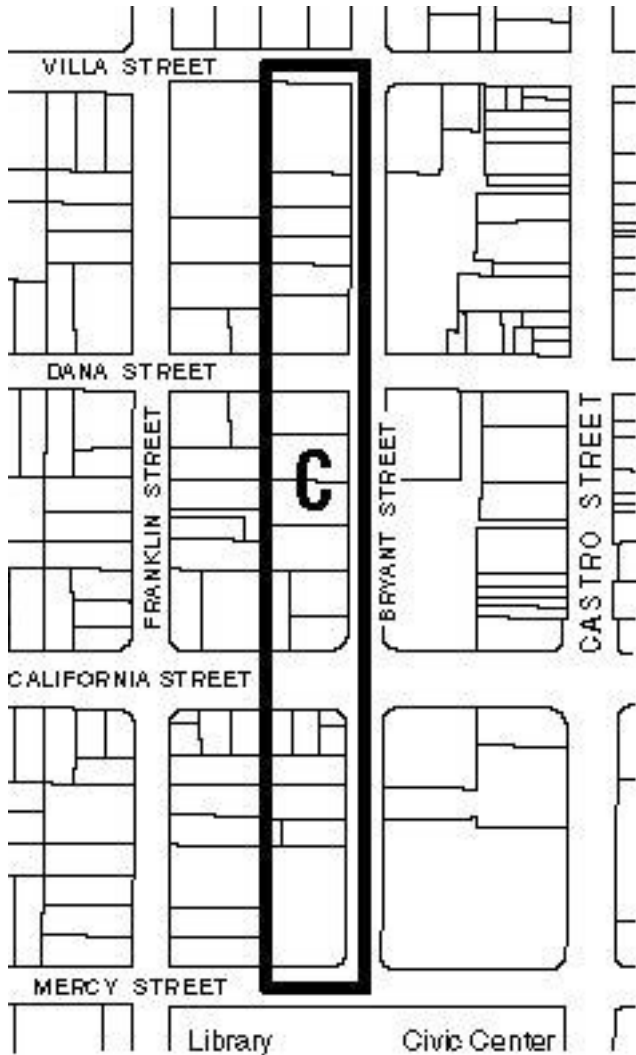 VILLA STREET
DANA STREET
FRANKLIN STREET
C
BRYANT STREET
CASTRO STREET
CALIFORNIA STREET
MERCY STREET
Library
Civic Center